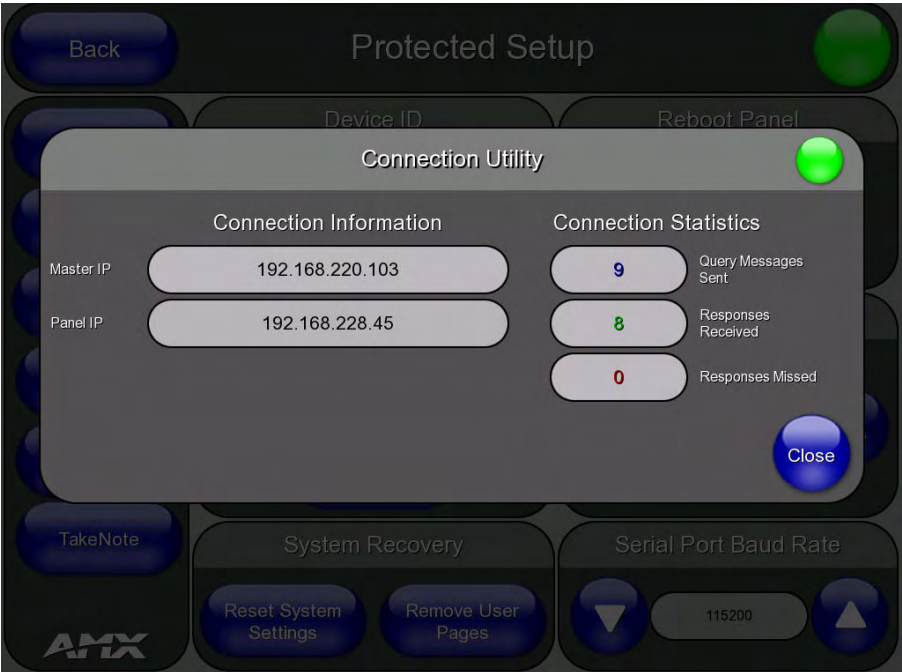 Back
Protected Setup
Device ID
Reboot Panel
Connection Utility
Connection Information
Connection Statistics
Master IP
192.168.220.103
9
Query Messages
Sent
Panel IP
192.168.228.45
8
Responses
Received
0
Responses Missed
Close
TakeNote
System Recovery
Serial Port Baud Rate
Reset System
Settings
Remove User
Pages
115200
AMX